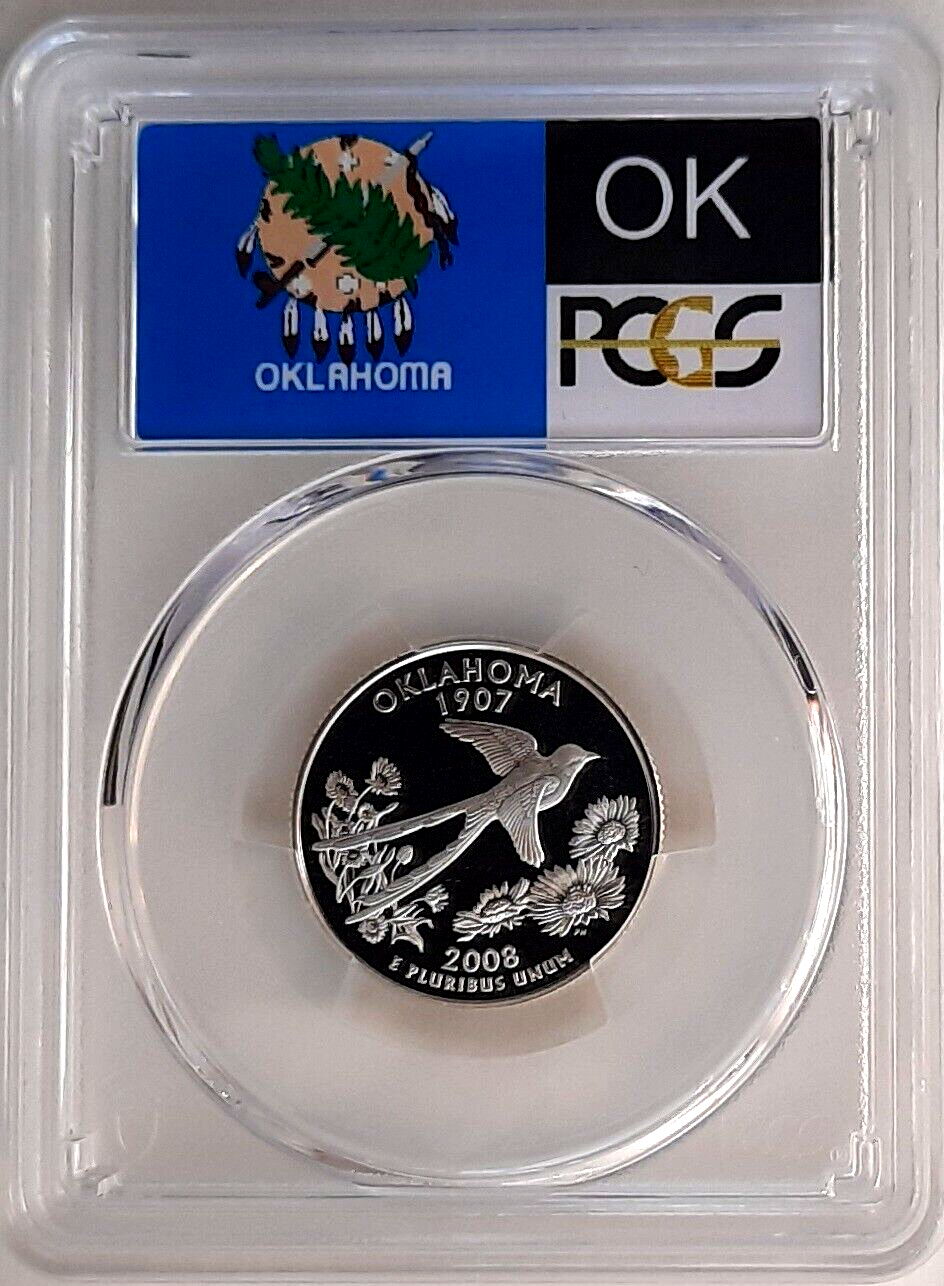 OKLAHOMA
OK
PCGS
OKLAHOMA
1907
2008
E PLURIBUS UNUM